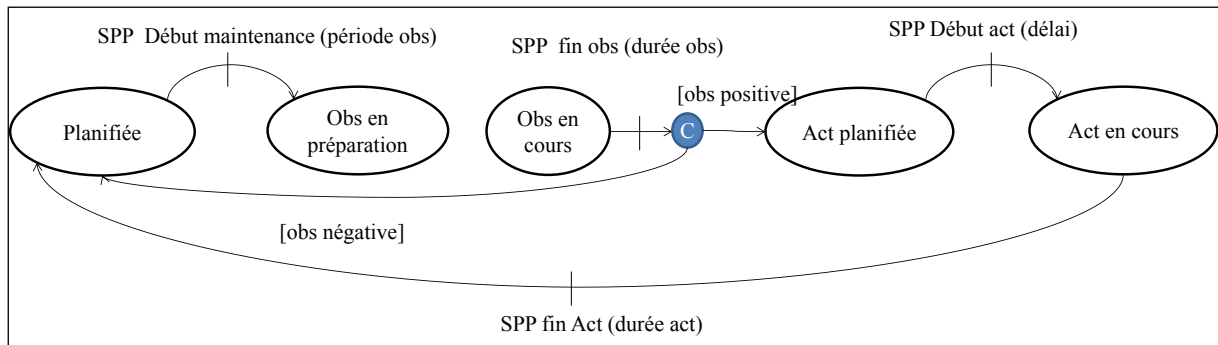 SPP Début maintenance (période obs)
SPP fin obs (durée obs)
SPP Début act (délai)
[obs positive]
Planifiée
Obs en
préparation
Obs en
cours
C
Act planifiée
Act en cours
[obs négative]
SPP fin Act (durée act)